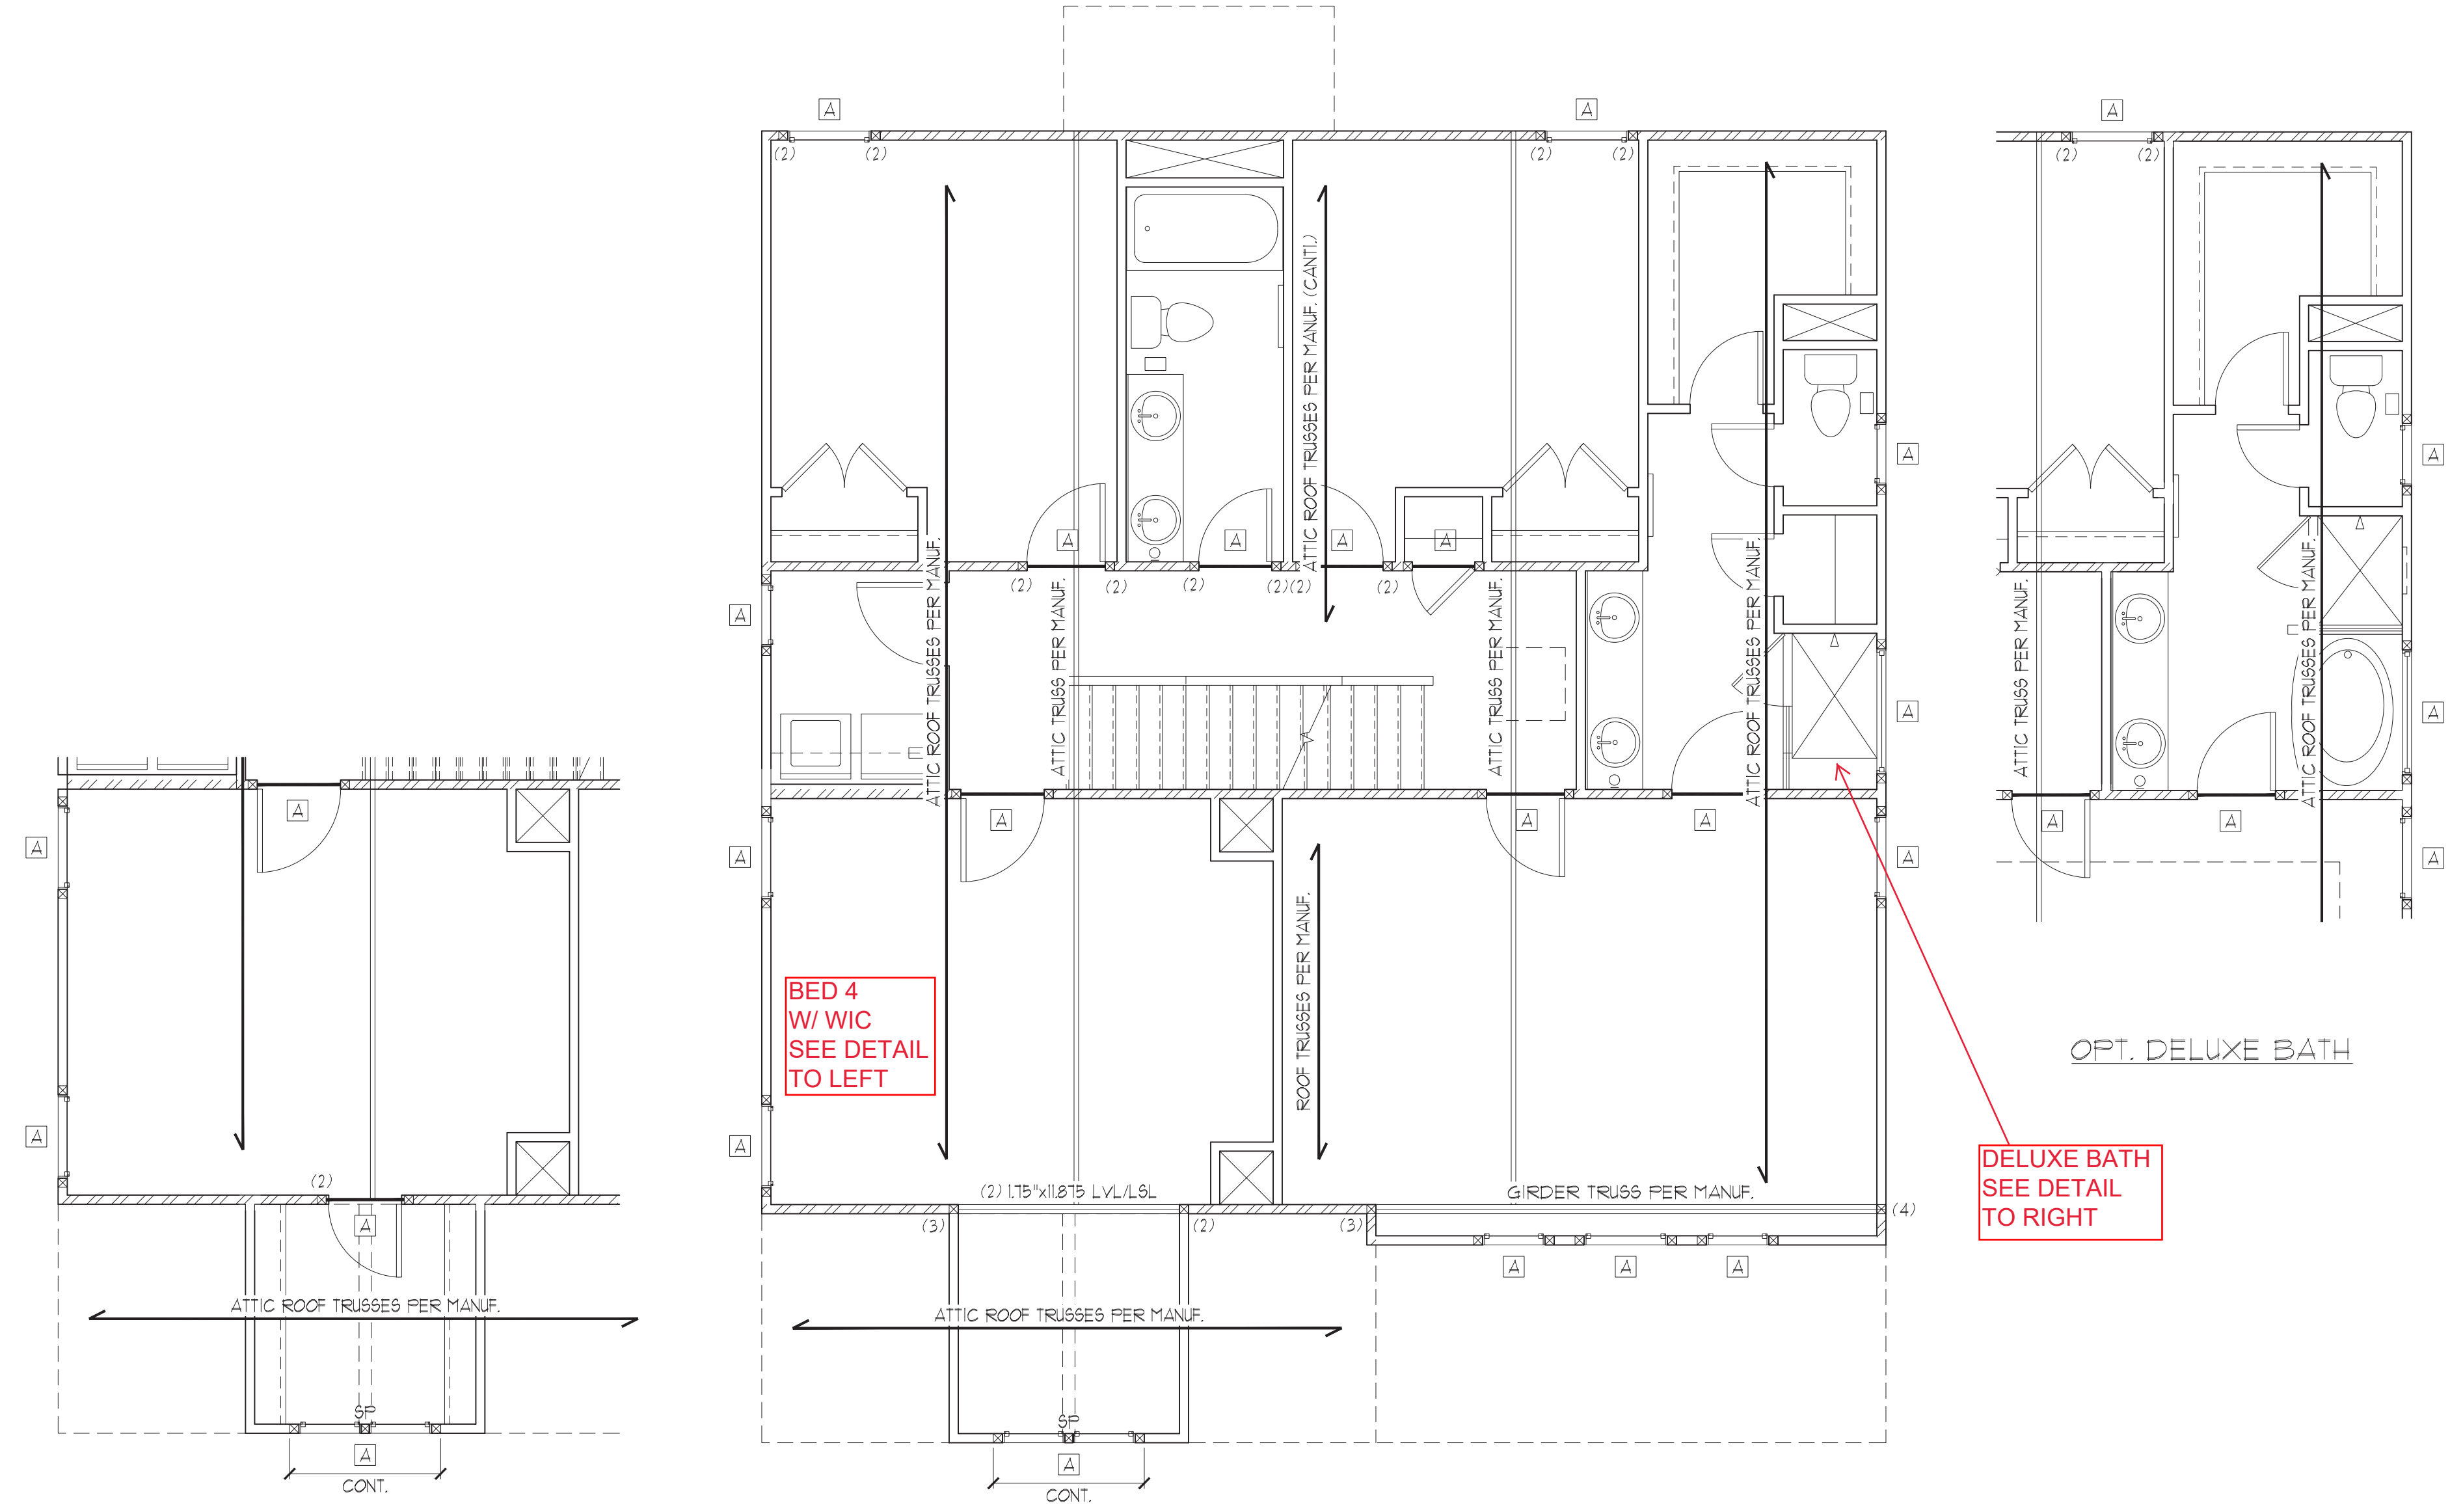 A
A
A
(2)
(2)
(2)
(2)
(2)
(2)
ATTIC ROOF TRUSSES PER MANUF. (CANTI.)
A
A
A
A
A
A
(2)
(2)
(2)
(2)
(2)
(2)
A
ATTIC ROOF TRUSSES PER MANUF.
ATTIC TRUSS PER MANUF.
ATTIC TRUSS PER MANUF.
ATTIC ROOF TRUSSES PER MANUF.
ATTIC TRUSS PER MANUF.
ATTIC ROOF TRUSSES PER MANUF.
A
A
A
A
A
A
A
A
A
A
A
A
A
ROOF TRUSSES PER MANUF.
BED 4
W/ WIC
SEE DETAIL
TO LEFT
OPT. DELUXE BATH
A
A
DELUXE BATH
SEE DETAIL
TO RIGHT
(2)
(2) 1.75"x11.875 LVL/LSL
GIRDER TRUSS PER MANUF.
A
(3)
(2)
(3)
(4)
A
A
A
ATTIC ROOF TRUSSES PER MANUF.
ATTIC ROOF TRUSSES PER MANUF.
SP
SP
A
A
CONT.
CONT.